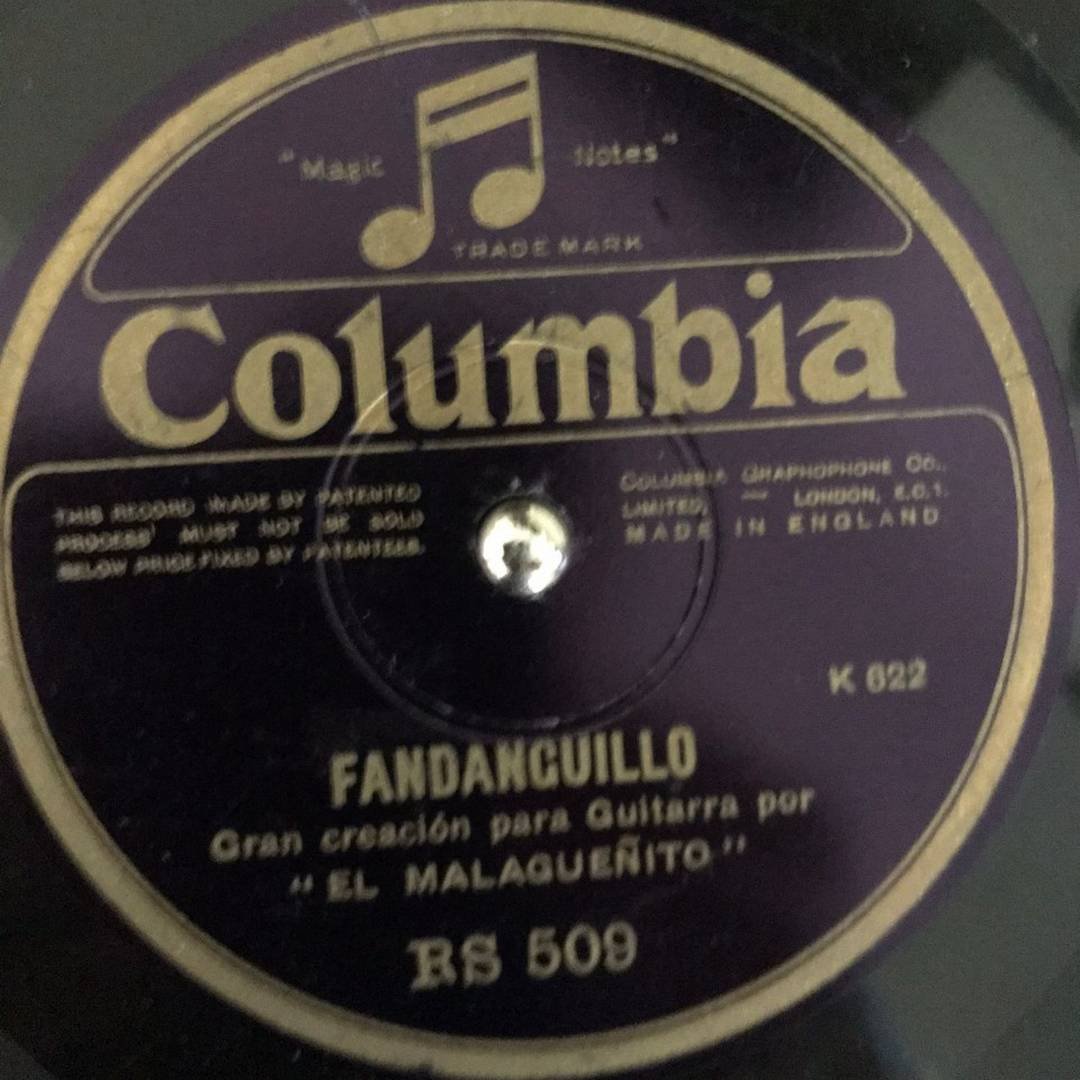 "Magic Notes"
TRADE MARK
Columbia
THIS RECORD MADE BY PATENTED
PROCESS' MUST NOT BE SOLD
BELOW PRICE FIXED BY PATENTEES.
COLUMBIA GRAPHOPHONE CO.,
LIMITED, — LONDON, E.C.1.
MADE IN ENGLAND
K 622
FANDANGUILLO
Gran creación para Guitarra por
"EL MALAGUEÑITO"
RS 509